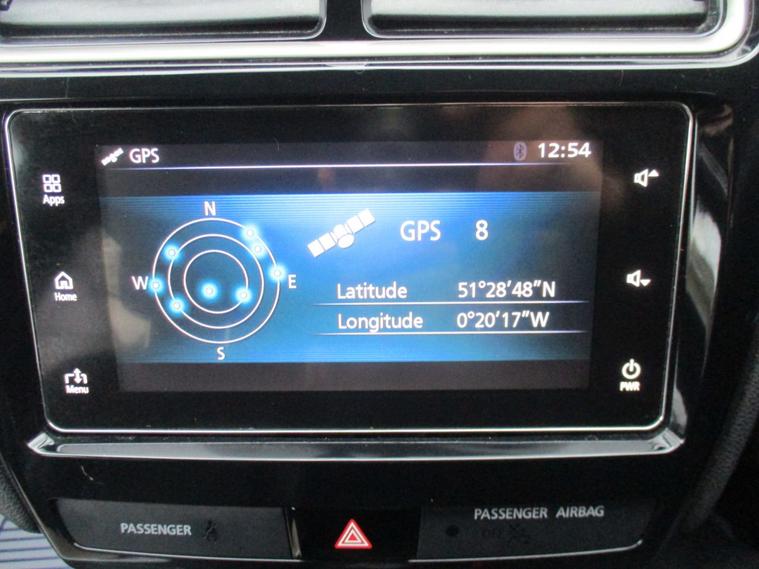 GPS
12:54
Apps
N
GPS 8
W
E
Latitude 51°28'48"N
Home
Longitude 0°20'17"W
S
Menu
PWR
PASSENGER
PASSENGER AIRBAG
OFF